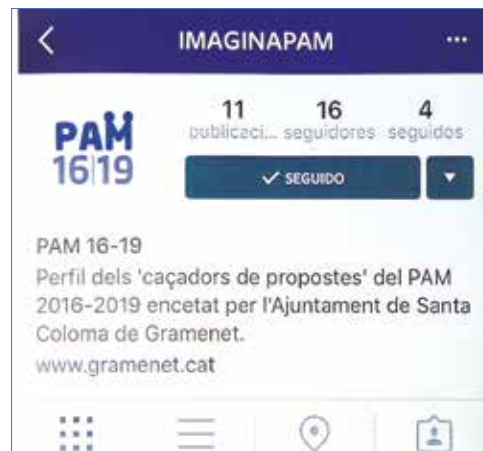 IMAGINAPAM
PAM
16|19
11 16 4
publicaci... seguidores seguidos
SEGUIDO
PAM 16-19
Perfil dels 'caçadors de propostes' del PAM
2016-2019 encetat per l'Ajuntament de Santa
Coloma de Gramenet.
www.gramenet.cat